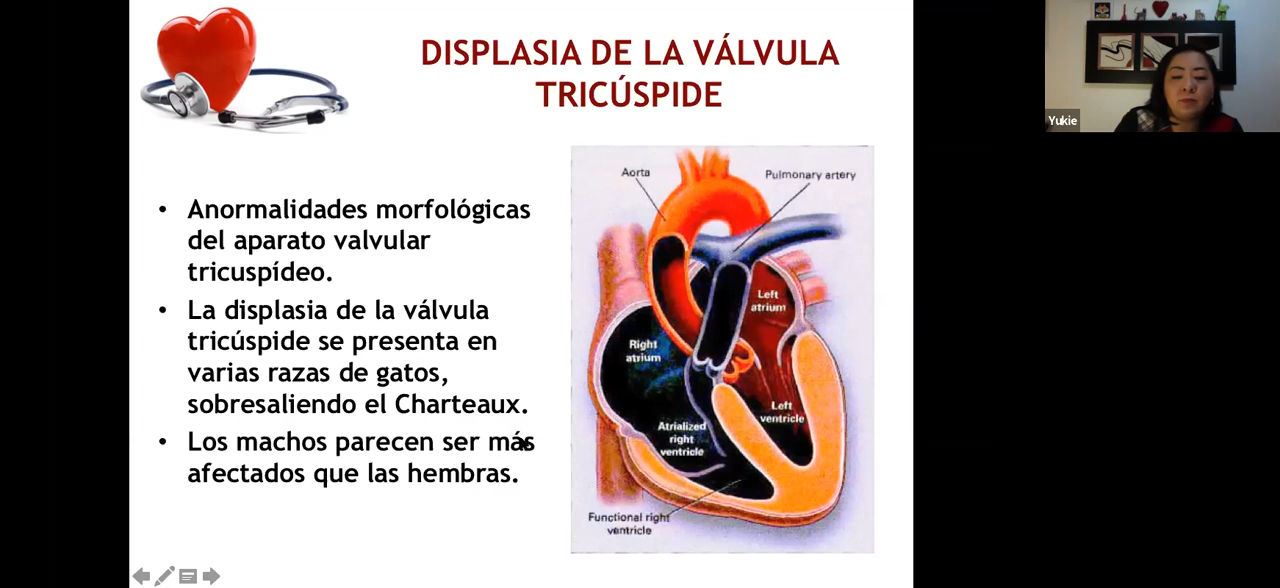 DISPLASIA DE LA VÁLVULA
TRICÚSPIDE
Yukie
• Anormalidades morfológicas
del aparato valvular
tricuspídeo.
• La displasia de la válvula
tricúspide se presenta en
varias razas de gatos,
sobresaliendo el Charteaux.
• Los machos parecen ser más
afectados que las hembras.
Aorta
Pulmonary artery
Left
atrium
Right
atrium
Left
ventricle
Atrialized
right
ventricle
Functional right
ventricle